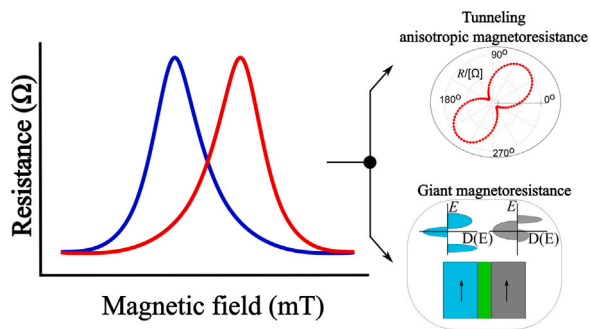 Resistance (Ω)
Magnetic field (mT)
Tunneling
anisotropic magnetoresistance
90°
R/[Ω]
180°
0°
270°
Giant magnetoresistance
E
E
D(E)
D(E)